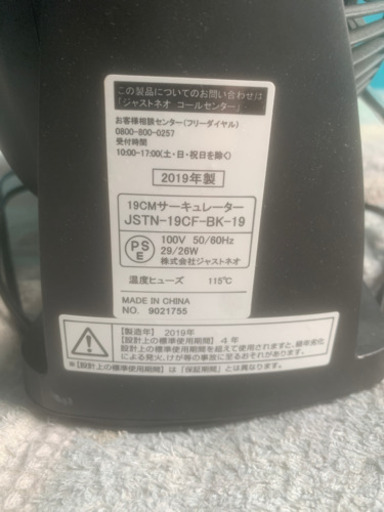 この製品についてのお問い合わせは
「ジャストネオ コールセンター」
お客様相談センター(フリーダイヤル)
0800-800-0257
受付時間
10:00-17:00(土・日・祝日を除く)
2019年製
19CMサーキュレーター
JSTN-19CF-BK-19
PSE
100V 50/60Hz
29/26W
株式会社ジャストネオ
温度ヒューズ 115℃
MADE IN CHINA
NO. 9021755
【製造年】 2019年
【設計上の標準使用期間】 4 年
設計上の標準使用期間を超えて使用されますと、経年劣化
による発火、けが等の事故に至るおそれがあります。
※【設計上の標準使用期間】は「保証期間」とは異なります。